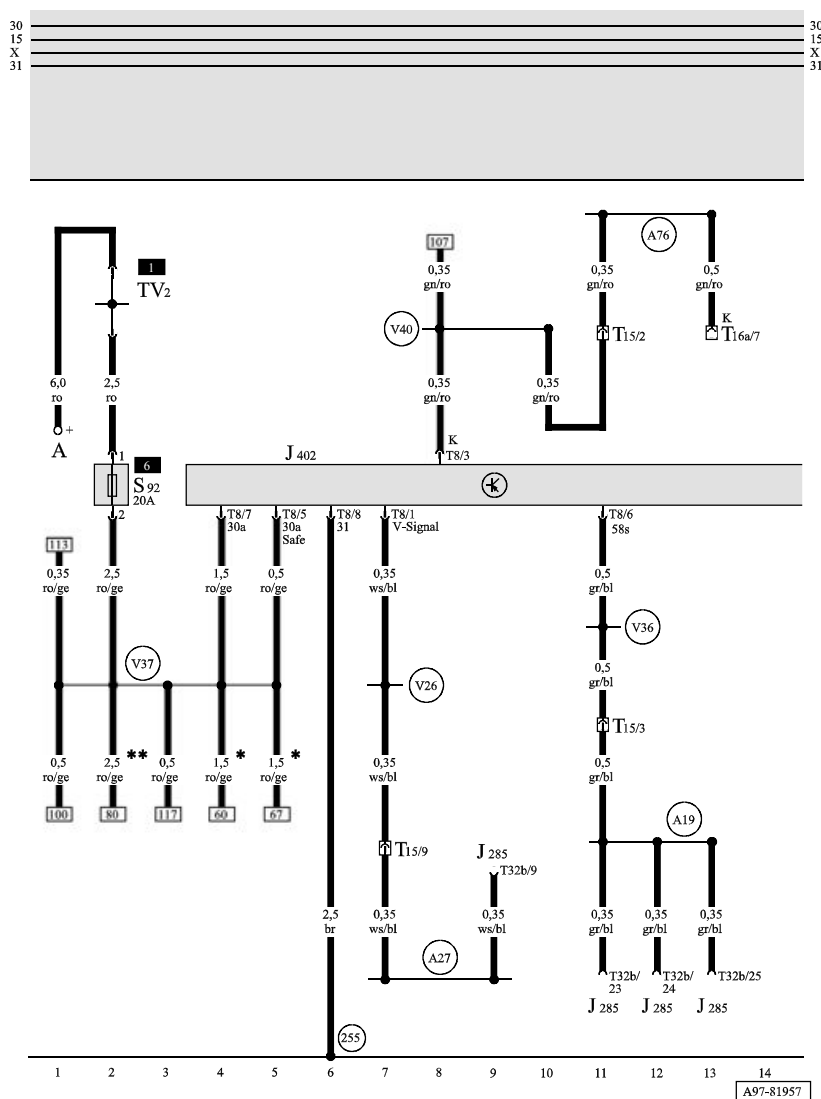 30 30
15 15
X X
31 31
107
A76
1
TV2
0,35 0,35 0,5
gn/ro gn/ro gn/ro
K
V40 T15/2 T16a/7
6,0 2,5 0,35 0,35
ro ro gn/ro gn/ro
+
A
K
1 J 402 T8/3
6
S 92
20A
2 T8/7 T8/5 T8/8 T8/1 T8/6
30a 30a 31 V-Signal 58s
Safe
113
0,35 2,5 1,5 0,5 0,35 0,5
ro/ge ro/ge ro/ge ro/ge ws/bl gr/bl
V36
V37
0,5
gr/bl
V26
T15/3
** * *
0,5 2,5 0,5 1,5 1,5 0,35 0,5
ro/ge ro/ge ro/ge ro/ge ro/ge ws/bl gr/bl
100 80 117 60 67
A19
T15/9 J 285
T32b/9
2,5 0,35 0,35 0,35 0,35 0,35
br ws/bl ws/bl gr/bl gr/bl gr/bl
A27
T32b/ T32b/ T32b/25
23 24
J 285 J 285 J 285
255
1 2 3 4 5 6 7 8 9 10 11 12 13 14
A97-81957